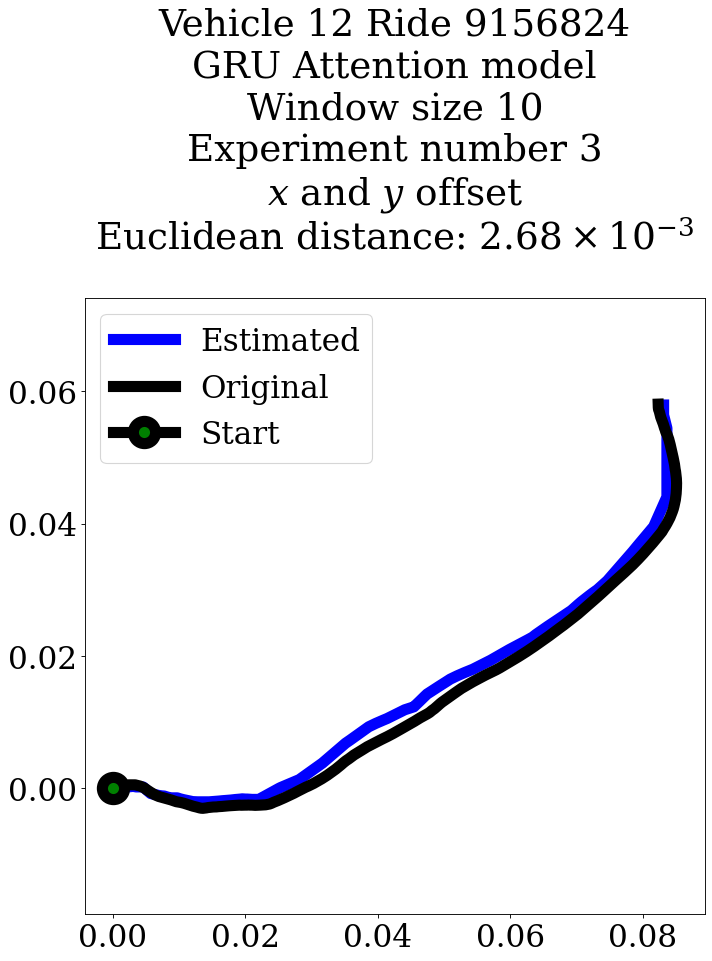 Vehicle 12 Ride 9156824
GRU Attention model
Window size 10
Experiment number 3
x and y offset
Euclidean distance: 2.68 × 10⁻³
Estimated
Original
Start
0.06
0.04
0.02
0.00
0.00 0.02 0.04 0.06 0.08